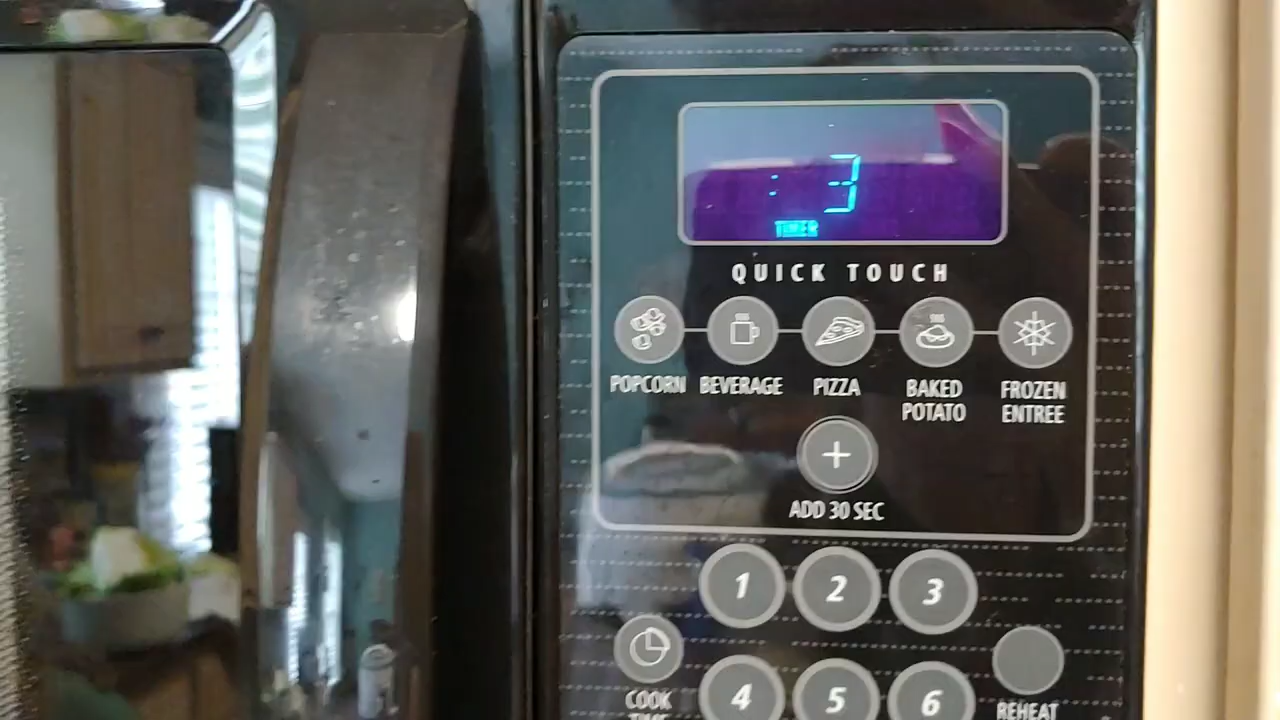 : 3
TIMER
QUICK TOUCH
POPCORN BEVERAGE PIZZA BAKED POTATO FROZEN ENTREE
+
ADD 30 SEC
1 2 3
COOK TIME
4 5 6
REHEAT